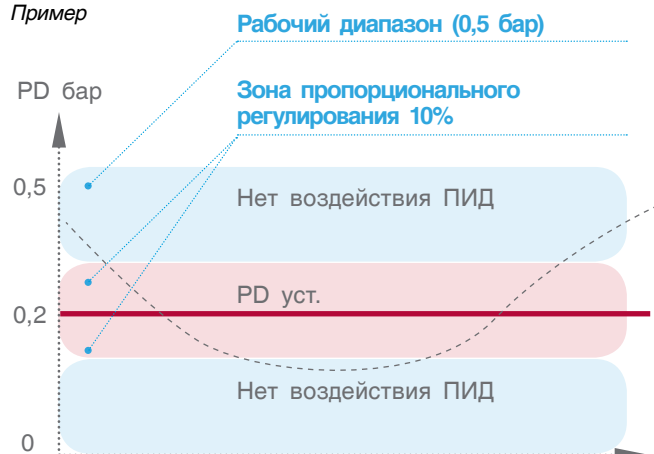 Пример
Рабочий диапазон (0,5 бар)
PD бар
Зона пропорционального
регулирования 10%
0,5
Нет воздействия ПИД
PD уст.
0,2
Нет воздействия ПИД
0